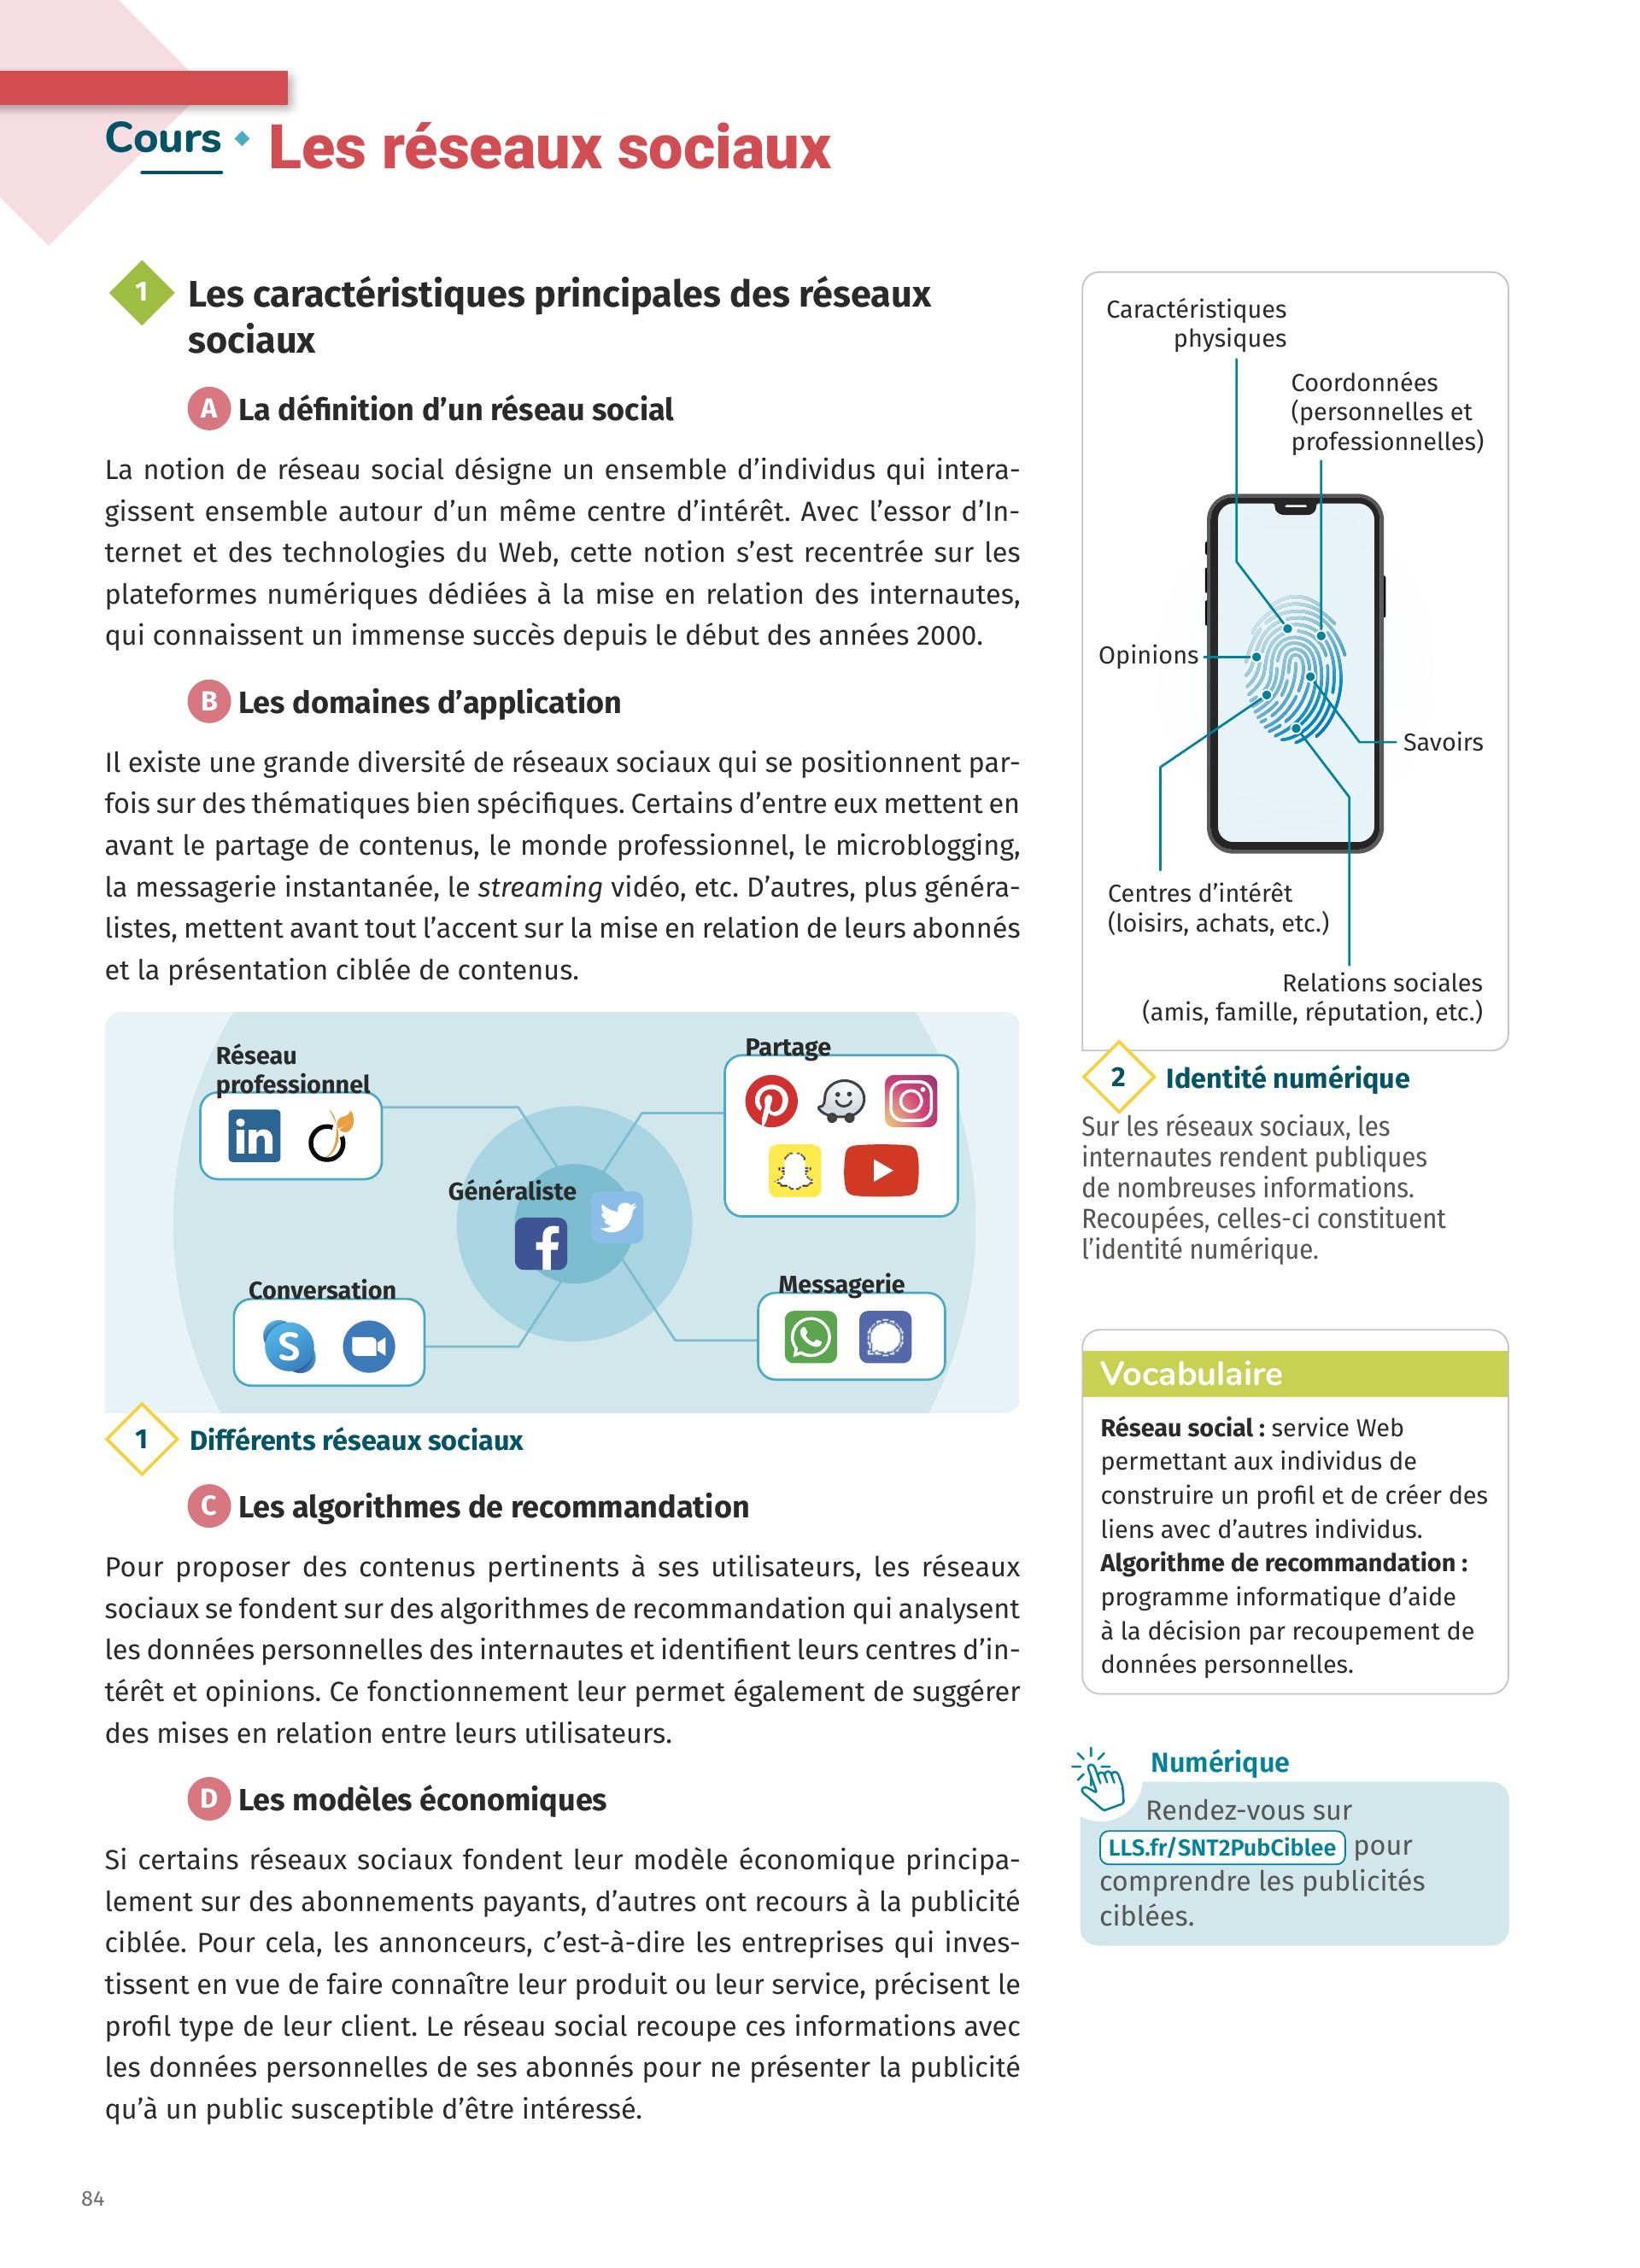 Cours
Les réseaux sociaux
1
Les caractéristiques principales des réseaux
sociaux
A La définition d’un réseau social
La notion de réseau social désigne un ensemble d’individus qui intera-
gissent ensemble autour d’un même centre d’intérêt. Avec l’essor d’In-
ternet et des technologies du Web, cette notion s’est recentrée sur les
plateformes numériques dédiées à la mise en relation des internautes,
qui connaissent un immense succès depuis le début des années 2000.
B Les domaines d’application
Il existe une grande diversité de réseaux sociaux qui se positionnent par-
fois sur des thématiques bien spécifiques. Certains d’entre eux mettent en
avant le partage de contenus, le monde professionnel, le microblogging,
la messagerie instantanée, le streaming vidéo, etc. D’autres, plus généra-
listes, mettent avant tout l’accent sur la mise en relation de leurs abonnés
et la présentation ciblée de contenus.
Réseau
professionnel
in
Partage
Généraliste
f
Conversation
S
Messagerie
1 Différents réseaux sociaux
C Les algorithmes de recommandation
Pour proposer des contenus pertinents à ses utilisateurs, les réseaux
sociaux se fondent sur des algorithmes de recommandation qui analysent
les données personnelles des internautes et identifient leurs centres d’in-
térêt et opinions. Ce fonctionnement leur permet également de suggérer
des mises en relation entre leurs utilisateurs.
D Les modèles économiques
Si certains réseaux sociaux fondent leur modèle économique principa-
lement sur des abonnements payants, d’autres ont recours à la publicité
ciblée. Pour cela, les annonceurs, c’est-à-dire les entreprises qui inves-
tissent en vue de faire connaître leur produit ou leur service, précisent le
profil type de leur client. Le réseau social recoupe ces informations avec
les données personnelles de ses abonnés pour ne présenter la publicité
qu’à un public susceptible d’être intéressé.
Caractéristiques
physiques
Coordonnées
(personnelles et
professionnelles)
Opinions
Savoirs
Centres d’intérêt
(loisirs, achats, etc.)
Relations sociales
(amis, famille, réputation, etc.)
2 Identité numérique
Sur les réseaux sociaux, les
internautes rendent publiques
de nombreuses informations.
Recoupées, celles-ci constituent
l’identité numérique.
Vocabulaire
Réseau social : service Web
permettant aux individus de
construire un profil et de créer des
liens avec d’autres individus.
Algorithme de recommandation :
programme informatique d’aide
à la décision par recoupement de
données personnelles.
Numérique
Rendez-vous sur
LLS.fr/SNT2PubCiblee pour
comprendre les publicités
ciblées.
84